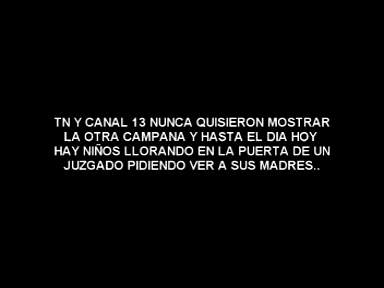 TN Y CANAL 13 NUNCA QUISIERON MOSTRAR
LA OTRA CAMPANA Y HASTA EL DIA HOY
HAY NIÑOS LLORANDO EN LA PUERTA DE UN
JUZGADO PIDIENDO VER A SUS MADRES..